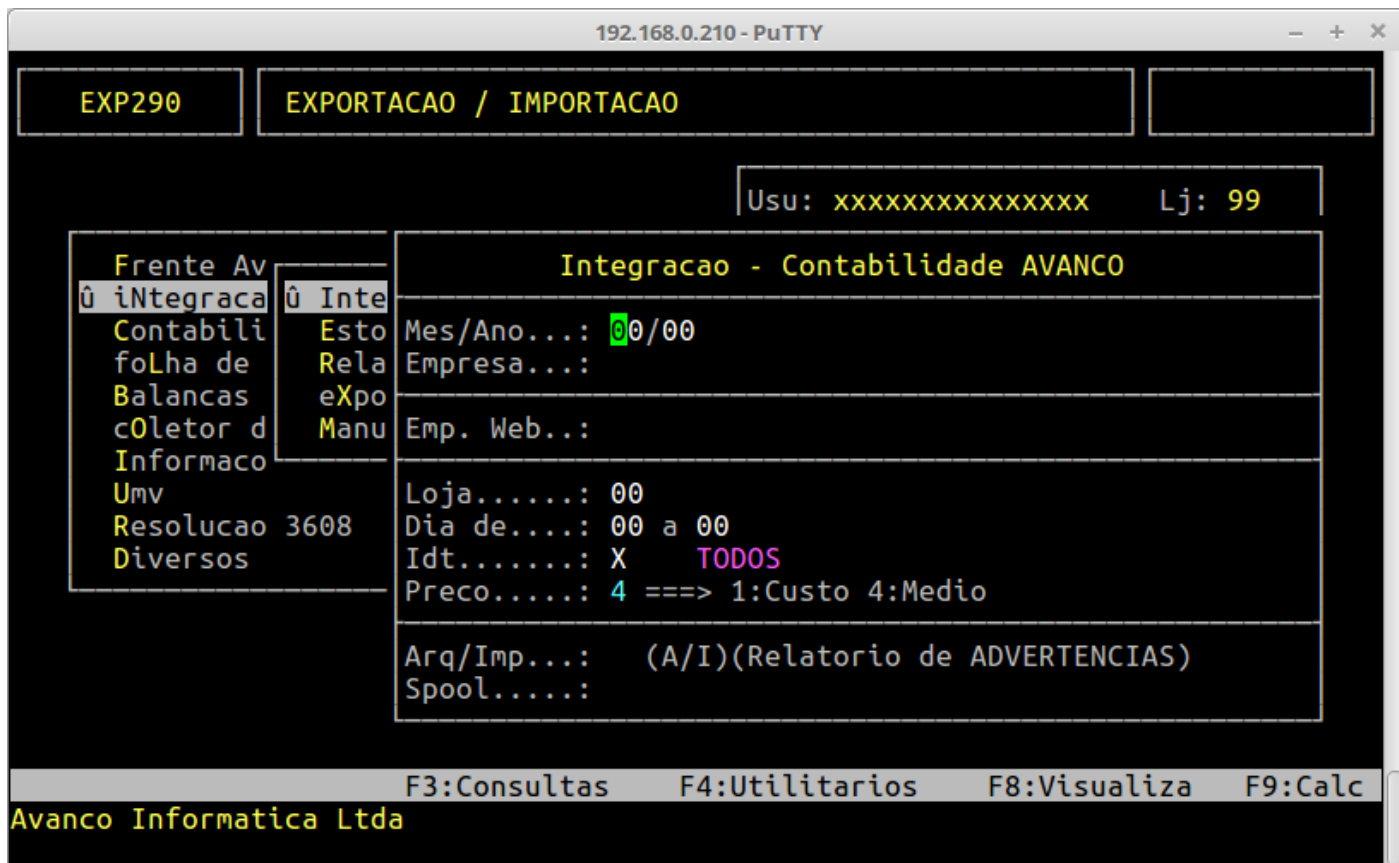 192.168.0.210 - PuTTY
EXP290 EXPORTACAO / IMPORTACAO
Usu: xxxxxxxxxxxxxxx Lj: 99
Frente Av
û iNtegraca
Contabili
foLha de
Balancas
cOletor d
Informaco
Umv
Resolucao 3608
Diversos
û Inte
Esto
Rela
eXpo
Manu
Integracao - Contabilidade AVANCO
Mes/Ano...: 00/00
Empresa...:
Emp. Web..:
Loja......: 00
Dia de....: 00 a 00
Idt.......: X TODOS
Preco.....: 4 ===> 1:Custo 4:Medio
Arq/Imp...: (A/I)(Relatorio de ADVERTENCIAS)
Spool.....:
F3:Consultas F4:Utilitarios F8:Visualiza F9:Calc
Avanco Informatica Ltda